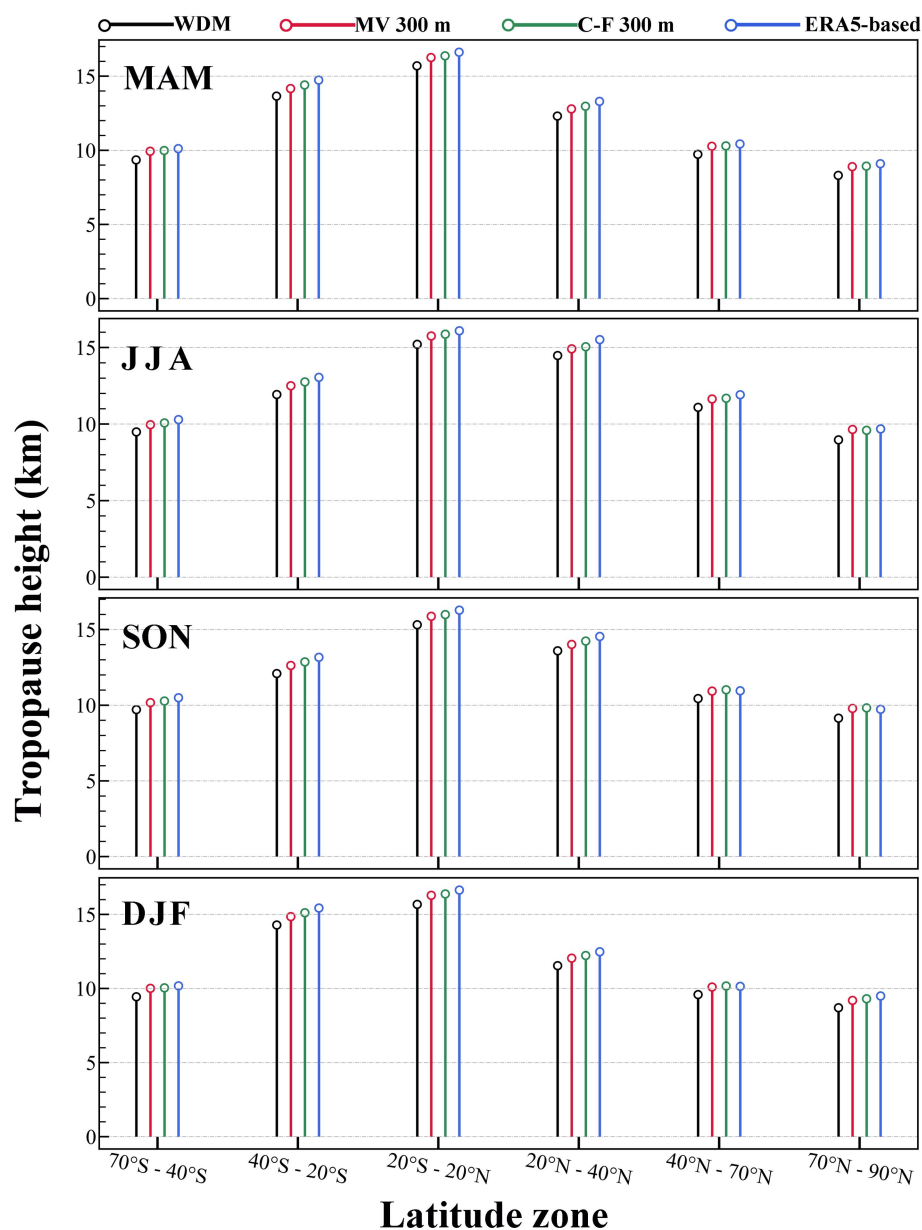 WDM MV 300 m C-F 300 m ERA5-based
MAM
15
10
5
0
JJA
15
10
5
0
SON
15
10
5
0
DJF
15
10
5
0
Tropopause height (km)
70°S - 40°S 40°S - 20°S 20°S - 20°N 20°N - 40°N 40°N - 70°N 70°N - 90°N
Latitude zone